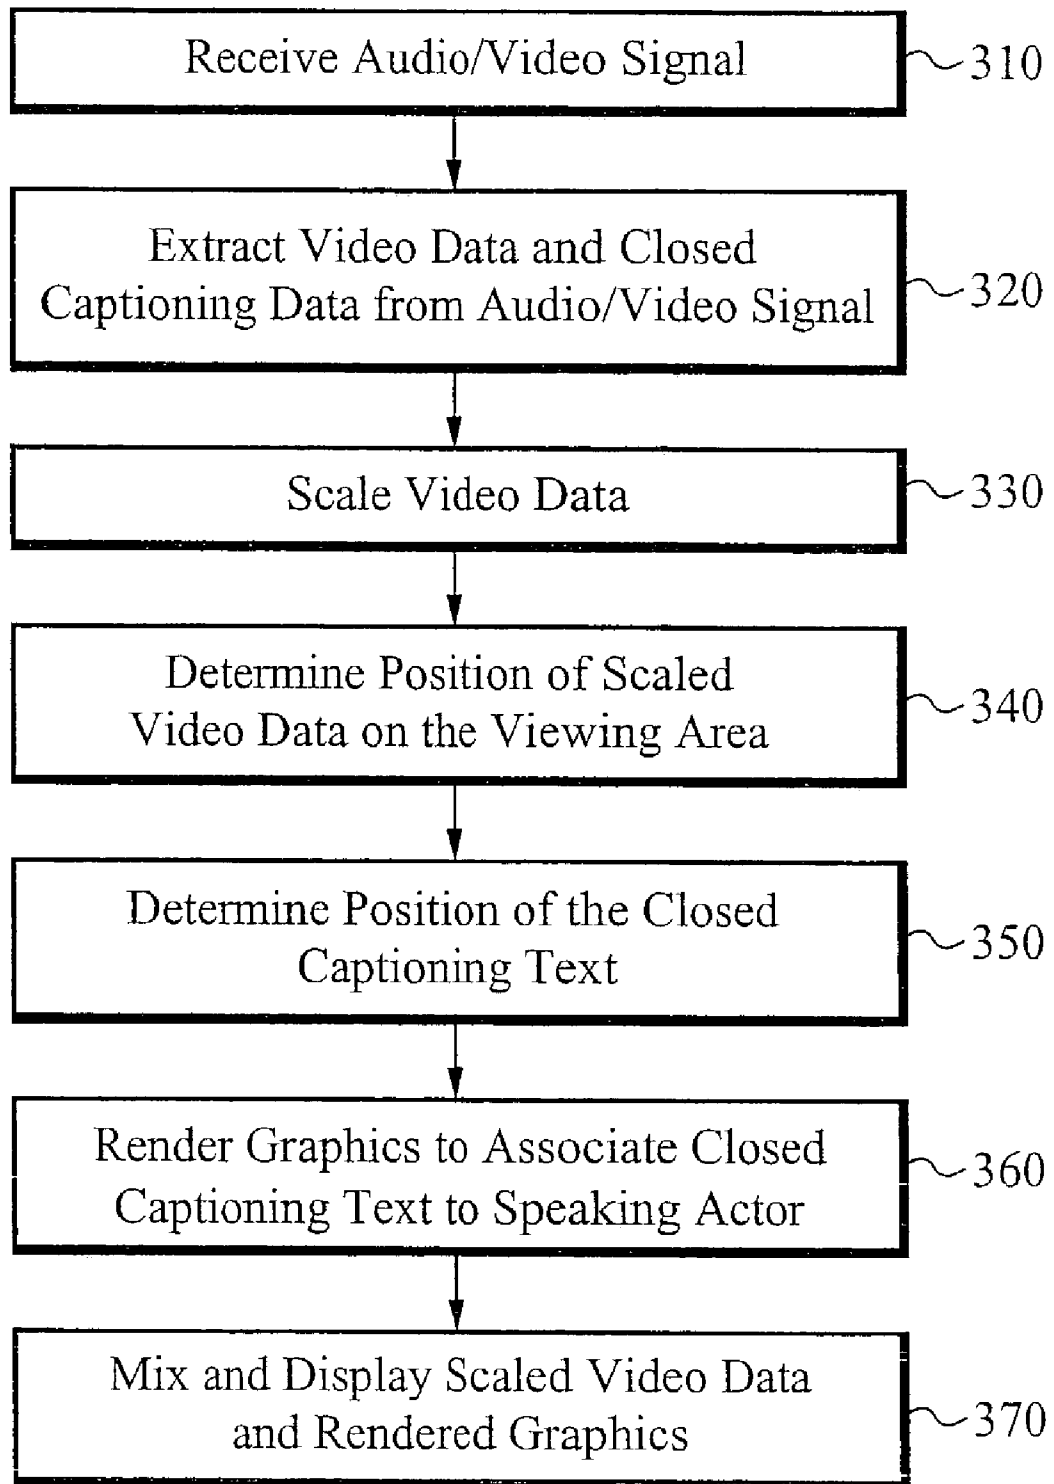 Receive Audio/Video Signal
310
Extract Video Data and Closed
Captioning Data from Audio/Video Signal
320
Scale Video Data
330
Determine Position of Scaled
Video Data on the Viewing Area
340
Determine Position of the Closed
Captioning Text
350
Render Graphics to Associate Closed
Captioning Text to Speaking Actor
360
Mix and Display Scaled Video Data
and Rendered Graphics
370